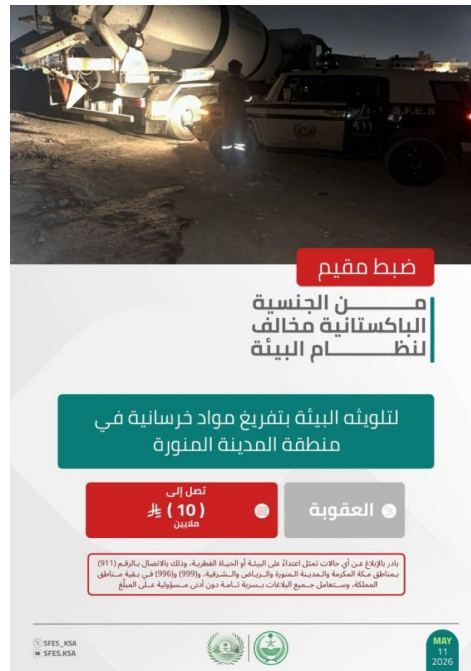 S.F.E.S
911
ضبط مقيم
من الجنسية
الباكستانية مخالف
لنظام البيئة
لتلويثه البيئة بتفريغ مواد خرسانية في
منطقة المدينة المنورة
العقوبة
تصل إلى
(10)
ملايين
بادر بالإبلاغ عن أي حالات تمثل اعتداءً على البيئة أو الحياة الفطرية، وذلك بالاتصال بالرقم (911)
بمناطق مكة المكرمة والمدينة المنورة والرياض والشرقية، و(999) و(996) في بقية مناطق
المملكة، وستعامل جميع البلاغات بسرية تامة دون أدنى مسؤولية على المبلّغ
SFES_KSA
SFES.KSA
MAY
11
2026